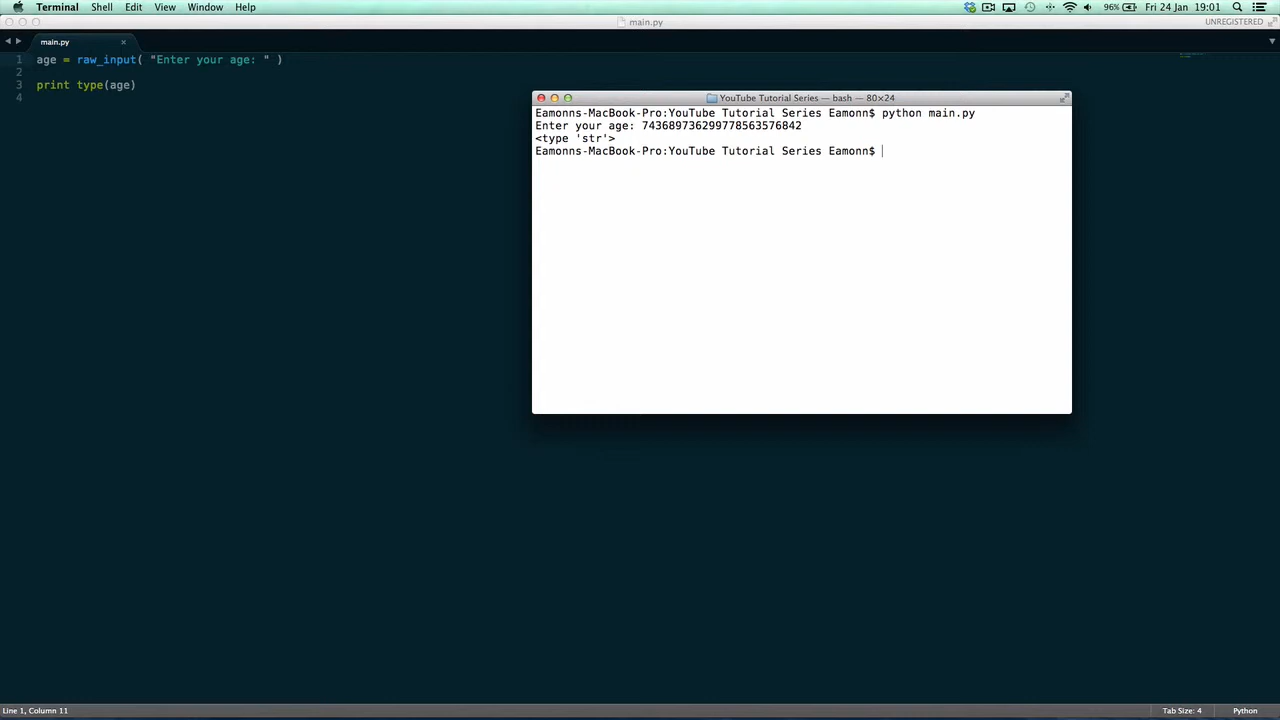 Terminal Shell Edit View Window Help 96% Fri 24 Jan 19:01
main.py UNREGISTERED
main.py
1 age = raw_input( "Enter your age: " )
2
3 print type(age)
4
YouTube Tutorial Series — bash — 80×24
Eamonns-MacBook-Pro:YouTube Tutorial Series Eamonn$ python main.py
Enter your age: 743689736299778563576842
<type 'str'>
Eamonns-MacBook-Pro:YouTube Tutorial Series Eamonn$
Line 1, Column 11 Tab Size: 4 Python